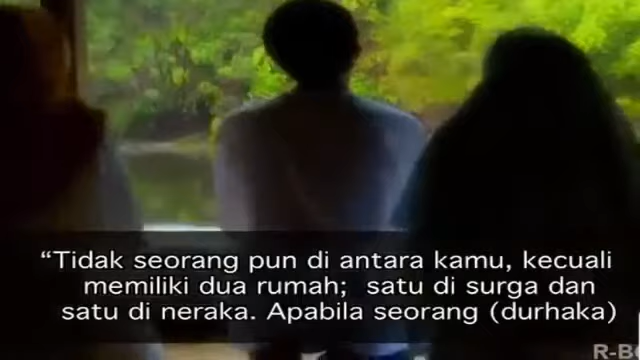 “Tidak seorang pun di antara kamu, kecuali
memiliki dua rumah; satu di surga dan
satu di neraka. Apabila seorang (durhaka)